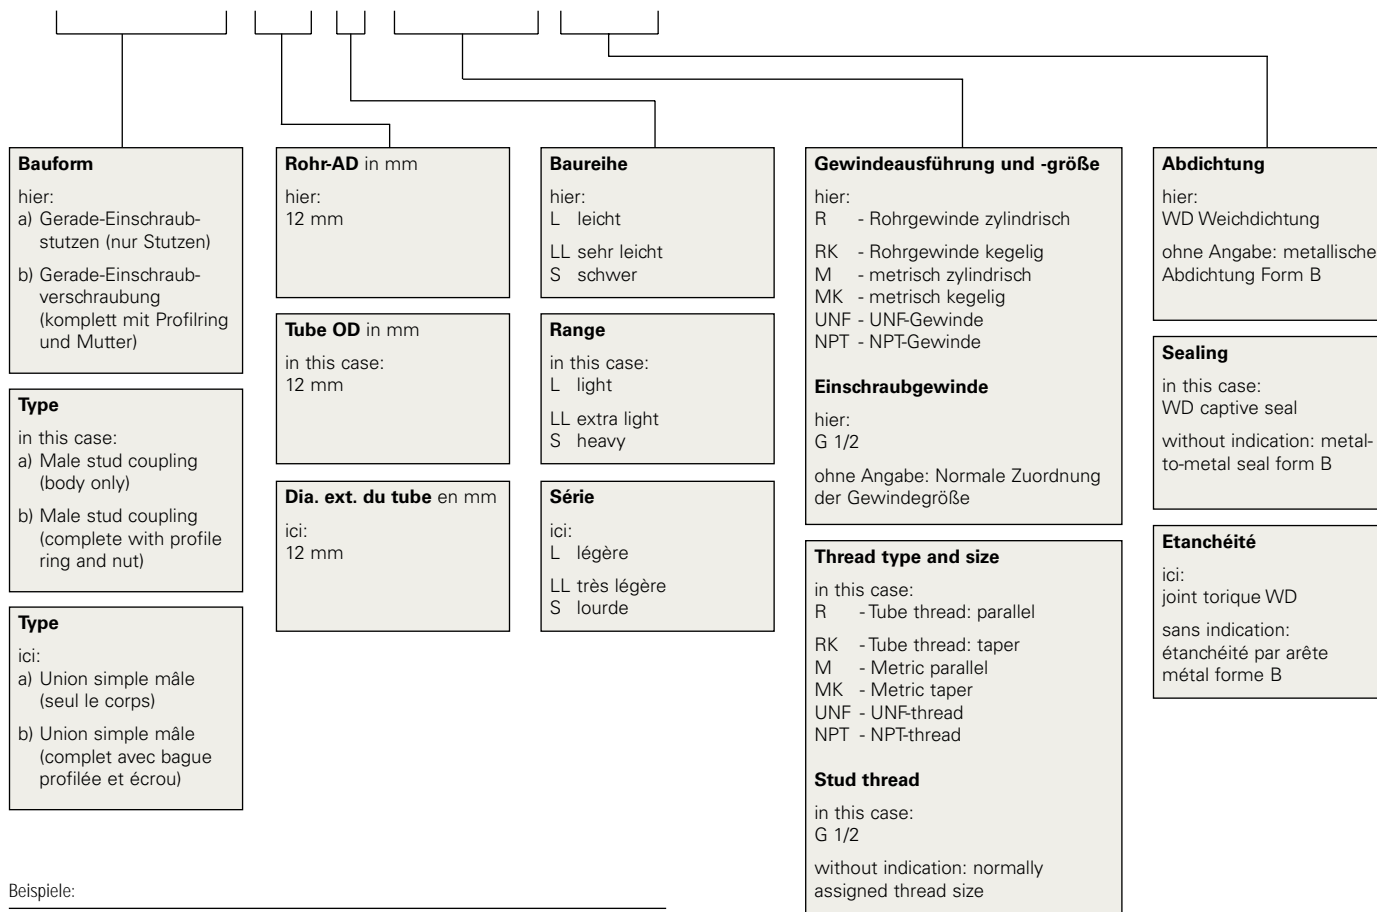 Bauform
hier:
a) Gerade-Einschraub-
stutzen (nur Stutzen)
b) Gerade-Einschraub-
verschraubung
(komplett mit Profilring
und Mutter)
Type
in this case:
a) Male stud coupling
(body only)
b) Male stud coupling
(complete with profile
ring and nut)
Type
ici:
a) Union simple mâle
(seul le corps)
b) Union simple mâle
(complet avec bague
profilée et écrou)
Rohr-AD in mm
hier:
12 mm
Tube OD in mm
in this case:
12 mm
Dia. ext. du tube en mm
ici:
12 mm
Baureihe
hier:
L leicht
LL sehr leicht
S schwer
Range
in this case:
L light
LL extra light
S heavy
Série
ici:
L légère
LL très légère
S lourde
Gewindeausführung und -größe
hier:
R - Rohrgewinde zylindrisch
RK - Rohrgewinde kegelig
M - metrisch zylindrisch
MK - metrisch kegelig
UNF - UNF-Gewinde
NPT - NPT-Gewinde
Einschraubgewinde
hier:
G 1/2
ohne Angabe: Normale Zuordnung
der Gewindegröße
Thread type and size
in this case:
R - Tube thread: parallel
RK - Tube thread: taper
M - Metric parallel
MK - Metric taper
UNF - UNF-thread
NPT - NPT-thread
Stud thread
in this case:
G 1/2
without indication: normally
assigned thread size
Abdichtung
hier:
WD Weichdichtung
ohne Angabe: metallische
Abdichtung Form B
Sealing
in this case:
WD captive seal
without indication: metal-
to-metal seal form B
Etanchéité
ici:
joint torique WD
sans indication:
étanchéité par arête
métal forme B
Beispiele: